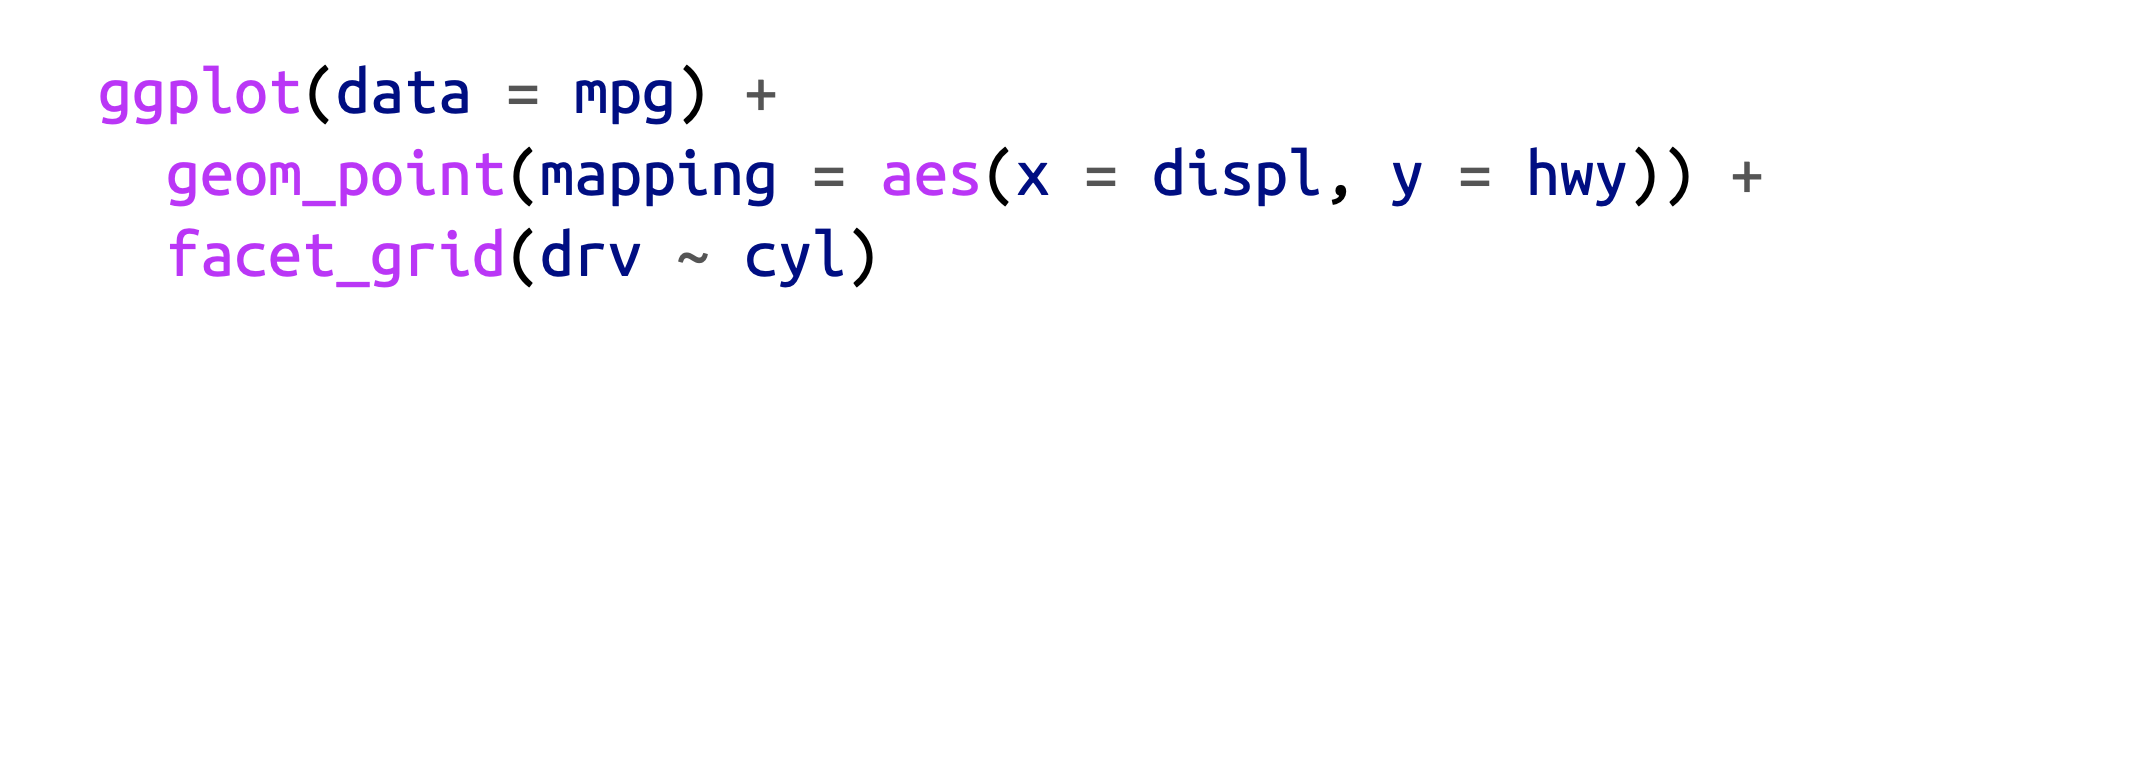 ggplot(data = mpg) +
  geom_point(mapping = aes(x = displ, y = hwy)) +
  facet_grid(drv ~ cyl)